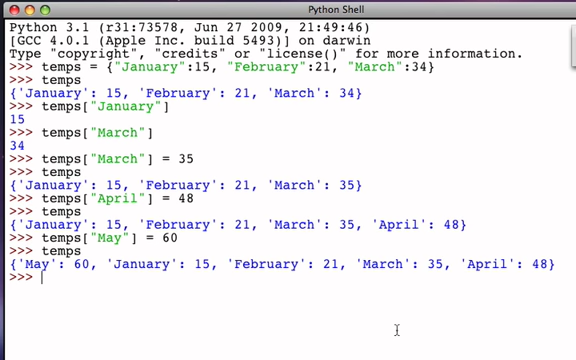 Python Shell
Python 3.1 (r31:73578, Jun 27 2009, 21:49:46)
[GCC 4.0.1 (Apple Inc. build 5493)] on darwin
Type "copyright", "credits" or "license()" for more information.
>>> temps = {"January":15, "February":21, "March":34}
>>> temps
{'January': 15, 'February': 21, 'March': 34}
>>> temps["January"]
15
>>> temps["March"]
34
>>> temps["March"] = 35
>>> temps
{'January': 15, 'February': 21, 'March': 35}
>>> temps["April"] = 48
>>> temps
{'January': 15, 'February': 21, 'March': 35, 'April': 48}
>>> temps["May"] = 60
>>> temps
{'May': 60, 'January': 15, 'February': 21, 'March': 35, 'April': 48}
>>>